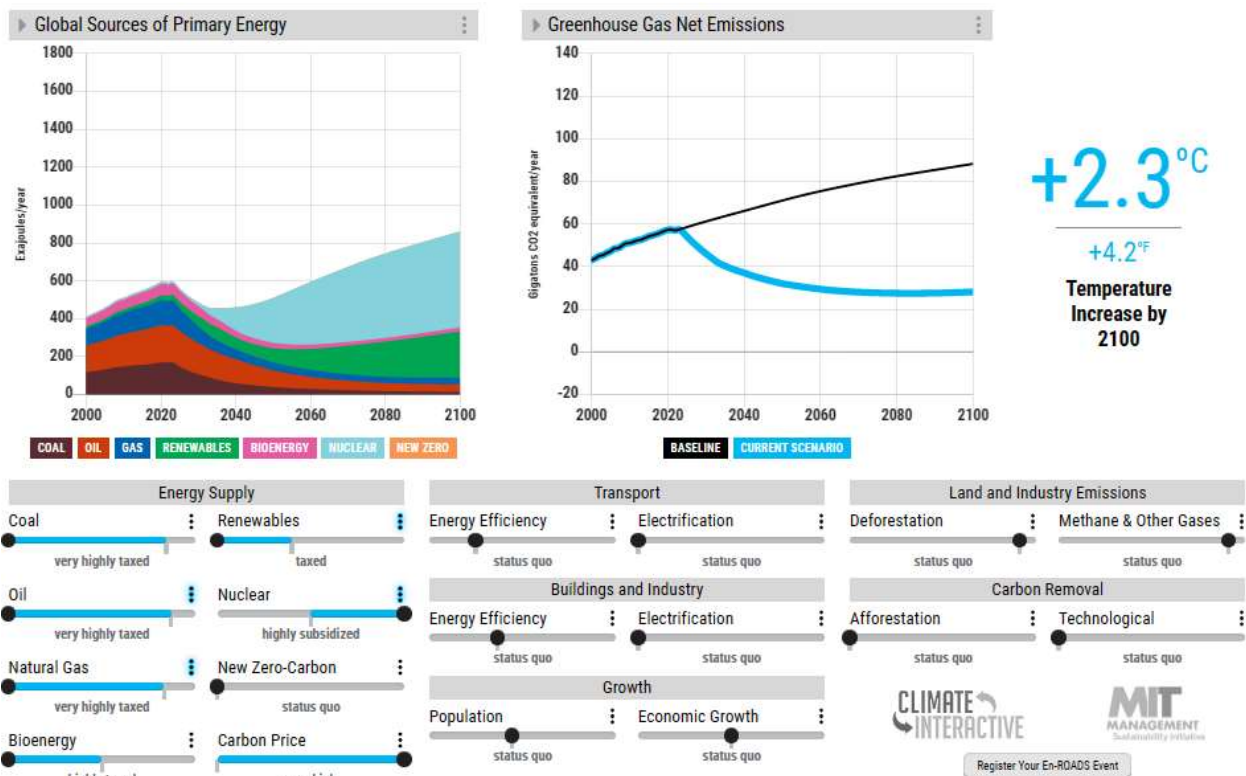 Global Sources of Primary Energy
1800
1600
1400
1200
1000
800
600
400
200
0
Exajoules/year
2000 2020 2040 2060 2080 2100
COAL OIL GAS RENEWABLES BIOENERGY NUCLEAR NEW ZERO
Greenhouse Gas Net Emissions
140
120
100
80
60
40
20
0
-20
Gigatons CO2 equivalent/year
2000 2020 2040 2060 2080 2100
BASELINE CURRENT SCENARIO
+2.3°C
+4.2°F
Temperature
Increase by
2100
Energy Supply
Coal Renewables
very highly taxed taxed
Oil Nuclear
very highly taxed highly subsidized
Natural Gas New Zero-Carbon
very highly taxed status quo
Bioenergy Carbon Price
Transport
Energy Efficiency Electrification
status quo status quo
Buildings and Industry
Energy Efficiency Electrification
status quo status quo
Growth
Population Economic Growth
status quo status quo
Land and Industry Emissions
Deforestation Methane & Other Gases
status quo status quo
Carbon Removal
Afforestation Technological
status quo status quo
CLIMATE
INTERACTIVE
MIT
MANAGEMENT
Sustainability Initiative
Register Your En-ROADS Event